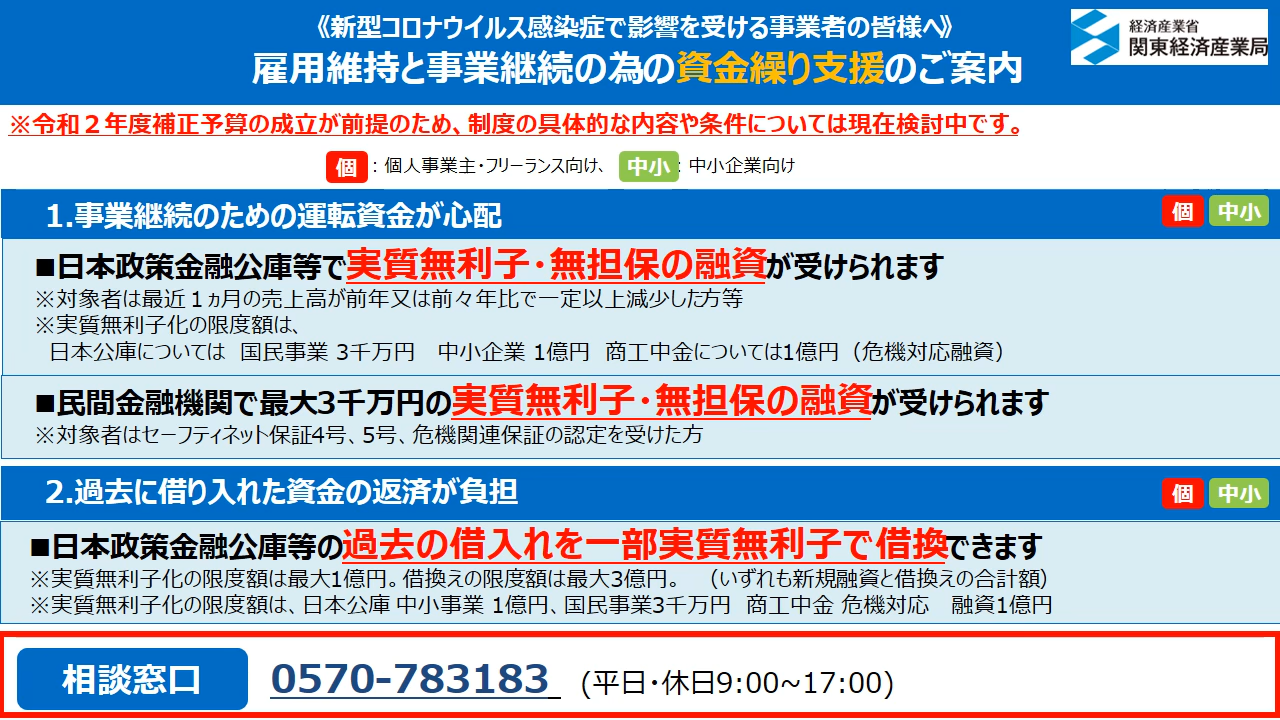 《新型コロナウイルス感染症で影響を受ける事業者の皆様へ》
雇用維持と事業継続の為の資金繰り支援のご案内
経済産業省
関東経済産業局
※令和２年度補正予算の成立が前提のため、制度の具体的な内容や条件については現在検討中です。
個：個人事業主・フリーランス向け、 中小：中小企業向け
1.事業継続のための運転資金が心配 個 中小
■日本政策金融公庫等で実質無利子・無担保の融資が受けられます
※対象者は最近１ヵ月の売上高が前年又は前々年比で一定以上減少した方等
※実質無利子化の限度額は、
日本公庫については　国民事業 3千万円　中小企業 1億円　商工中金については1億円（危機対応融資）
■民間金融機関で最大3千万円の実質無利子・無担保の融資が受けられます
※対象者はセーフティネット保証4号、5号、危機関連保証の認定を受けた方
2.過去に借り入れた資金の返済が負担 個 中小
■日本政策金融公庫等の過去の借入れを一部実質無利子で借換できます
※実質無利子化の限度額は最大1億円。借換えの限度額は最大3億円。　（いずれも新規融資と借換えの合計額）
※実質無利子化の限度額は、日本公庫 中小事業 1億円、国民事業3千万円　商工中金 危機対応　融資1億円
相談窓口 0570-783183 (平日・休日9:00~17:00)